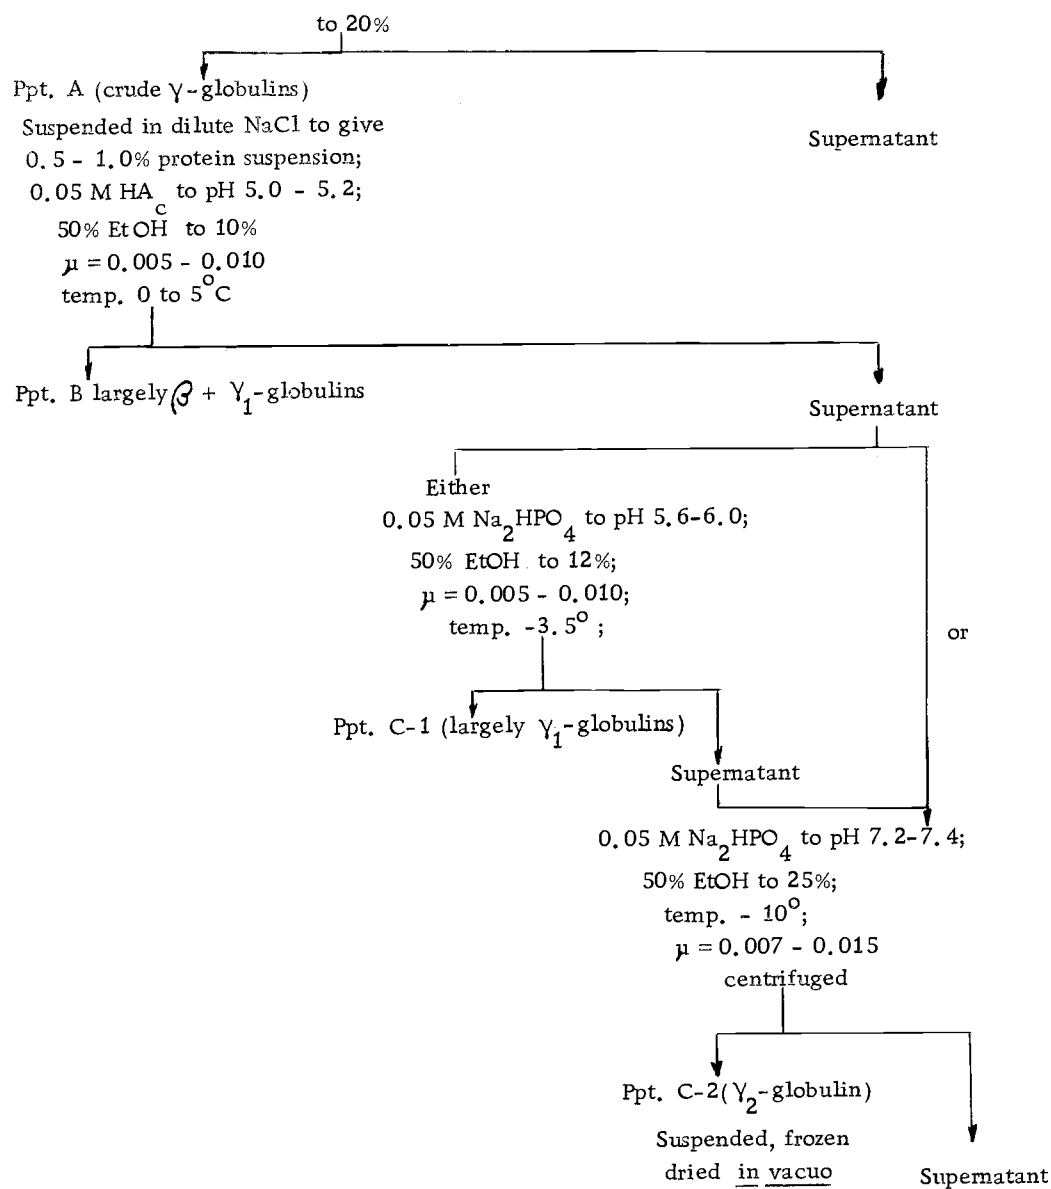 to 20%
Ppt. A (crude γ-globulins)
Suspended in dilute NaCl to give
0.5 - 1.0% protein suspension;
0.05 M HAc to pH 5.0 - 5.2;
50% EtOH to 10%
μ = 0.005 - 0.010
temp. 0 to 5°C
Supernatant
Ppt. B largely β + γ₁-globulins
Supernatant
Either
0.05 M Na₂HPO₄ to pH 5.6-6.0;
50% EtOH to 12%;
μ = 0.005 - 0.010;
temp. -3.5°;
or
Ppt. C-1 (largely γ₁-globulins)
Supernatant
0.05 M Na₂HPO₄ to pH 7.2-7.4;
50% EtOH to 25%;
temp. - 10°;
μ = 0.007 - 0.015
centrifuged
Ppt. C-2(γ₂-globulin)
Suspended, frozen
dried in vacuo
Supernatant